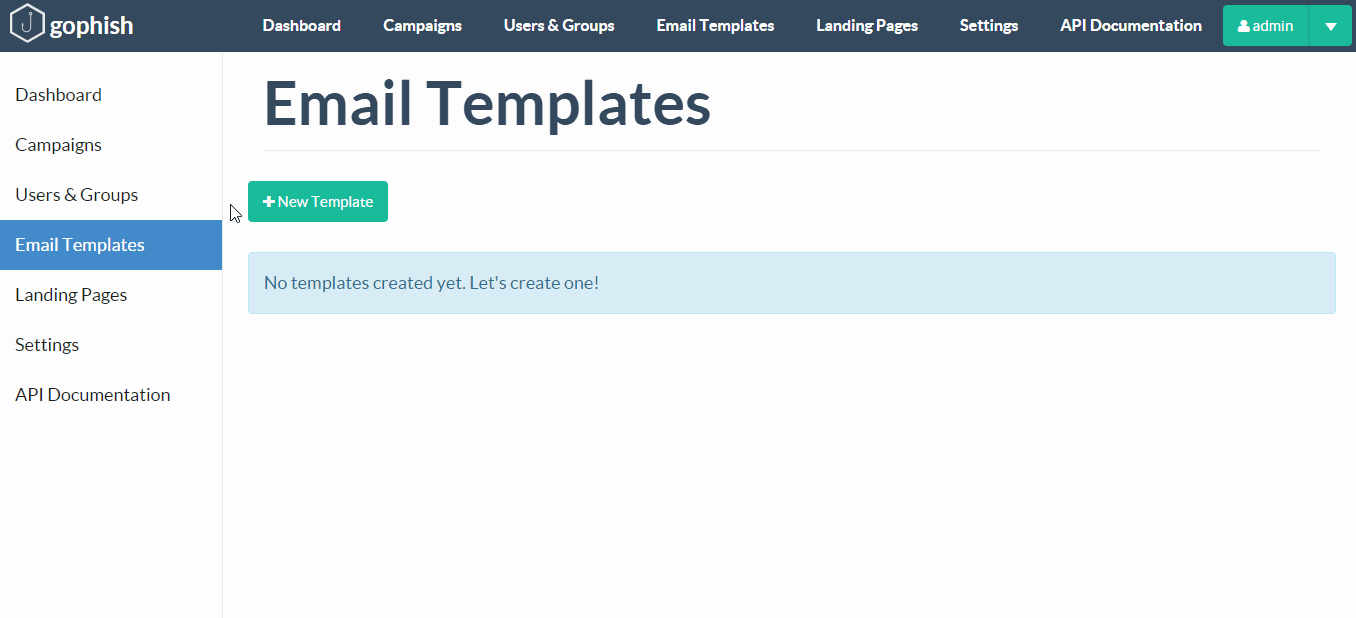 gophish
Dashboard Campaigns Users & Groups Email Templates Landing Pages Settings API Documentation admin
Dashboard
Campaigns
Users & Groups
Email Templates
Landing Pages
Settings
API Documentation
Email Templates
New Template
No templates created yet. Let's create one!